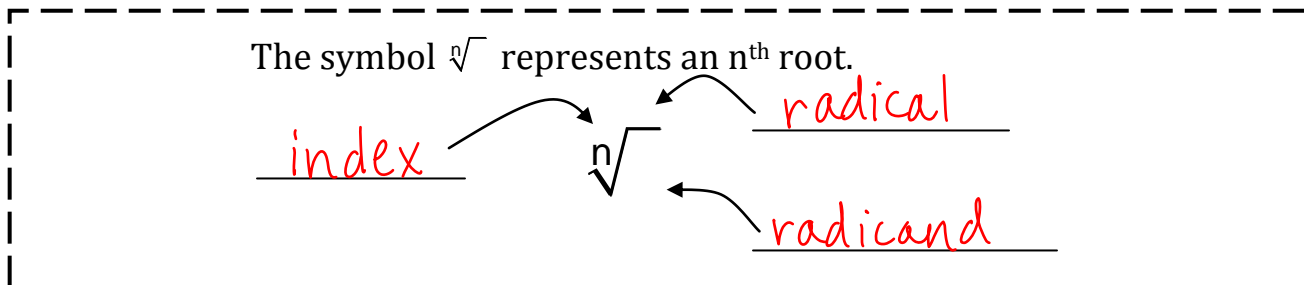 The symbol ⁿ√ represents an nᵗʰ root.
radical
index
n√
radicand